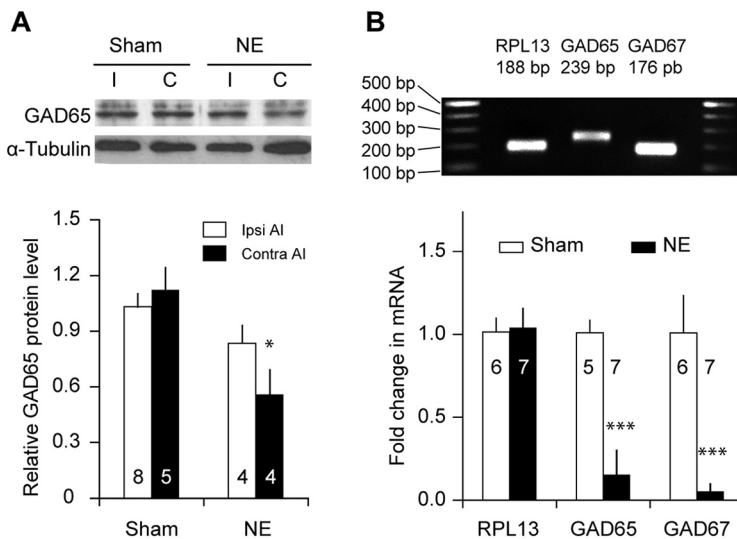 A
Sham NE
I C I C
GAD65
α-Tubulin
Relative GAD65 protein level
1.5
1.2
0.9
0.6
0.3
0
Ipsi AI
Contra AI
*
8 5 4 4
Sham NE
B
RPL13 GAD65 GAD67
188 bp 239 bp 176 pb
500 bp
400 bp
300 bp
200 bp
100 bp
Fold change in mRNA
1.5
1.0
0.5
0.0
Sham NE
6 7 5 7 6 7
***
***
RPL13 GAD65 GAD67